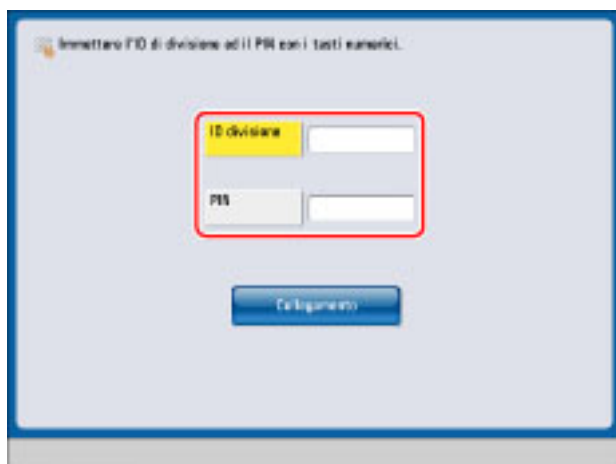 Immettere l'ID di divisione ed il PIN con i tasti numerici.
ID divisione
PIN
Collegamento